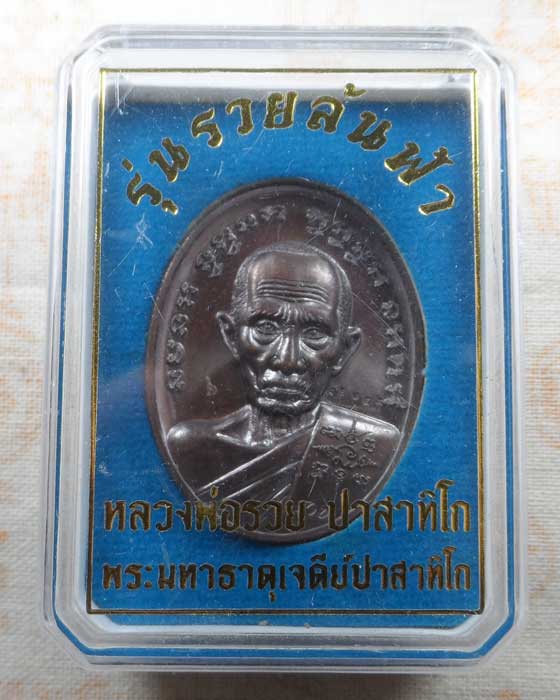 รุ่นรวยล้นฟ้า
หลวงพ่อรวย ปาสาทิโก
พระมหาธาตุเจดีย์ปาสาทิโก